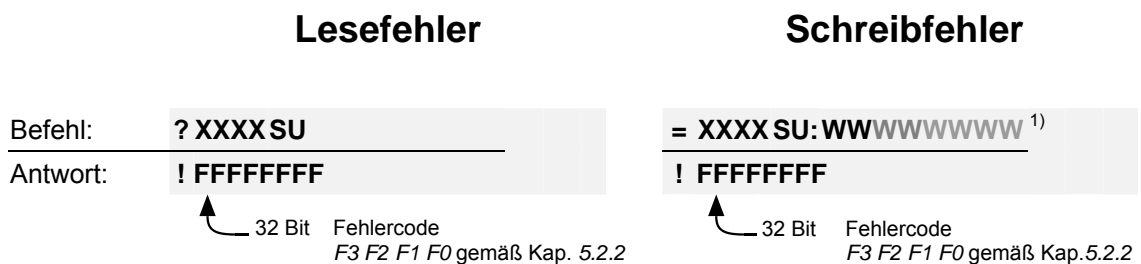 Lesefehler Schreibfehler
Befehl: ? XXXX SU = XXXX SU: WWWWWWWW 1)
Antwort: ! FFFFFFFF ! FFFFFFFF
32 Bit Fehlercode 32 Bit Fehlercode
F3 F2 F1 F0 gemäß Kap. 5.2.2 F3 F2 F1 F0 gemäß Kap.5.2.2